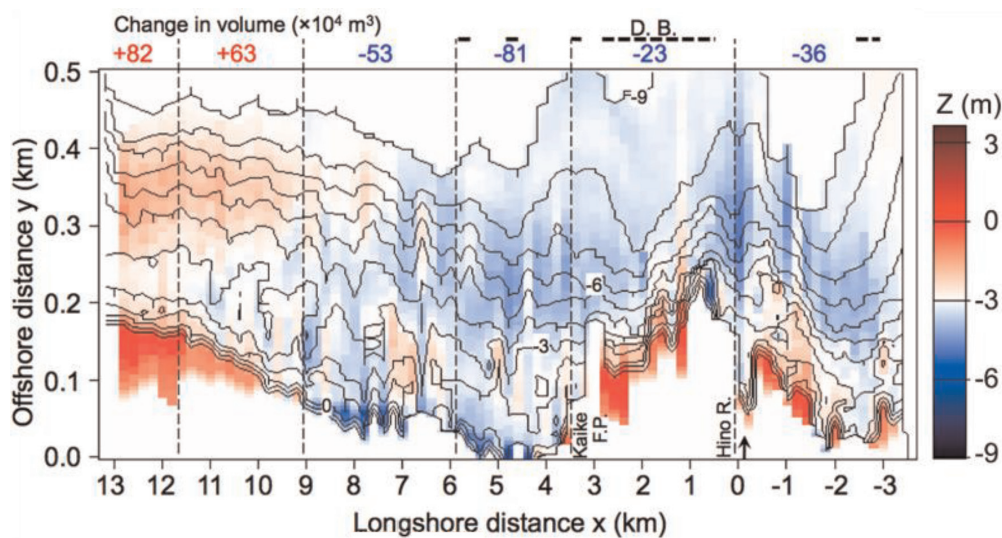 Change in volume (×10⁴ m³)
D. B.
+82 +63 -53 -81 -23 -36
0.5
0.4
0.3
0.2
0.1
0.0
Offshore distance y (km)
-9
-6
-3
0
Kaike
F.P.
Hino R.
13 12 11 10 9 8 7 6 5 4 3 2 1 0 -1 -2 -3
Longshore distance x (km)
Z (m)
3
0
-3
-6
-9